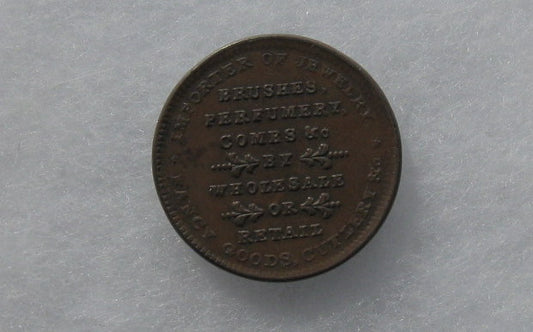 IMPORTER OF JEWELRY
BRUSHES,
PERFUMERY,
COMBS &c
BY
WHOLESALE
OR
RETAIL
FANCY GOODS, CUTLERY &c.